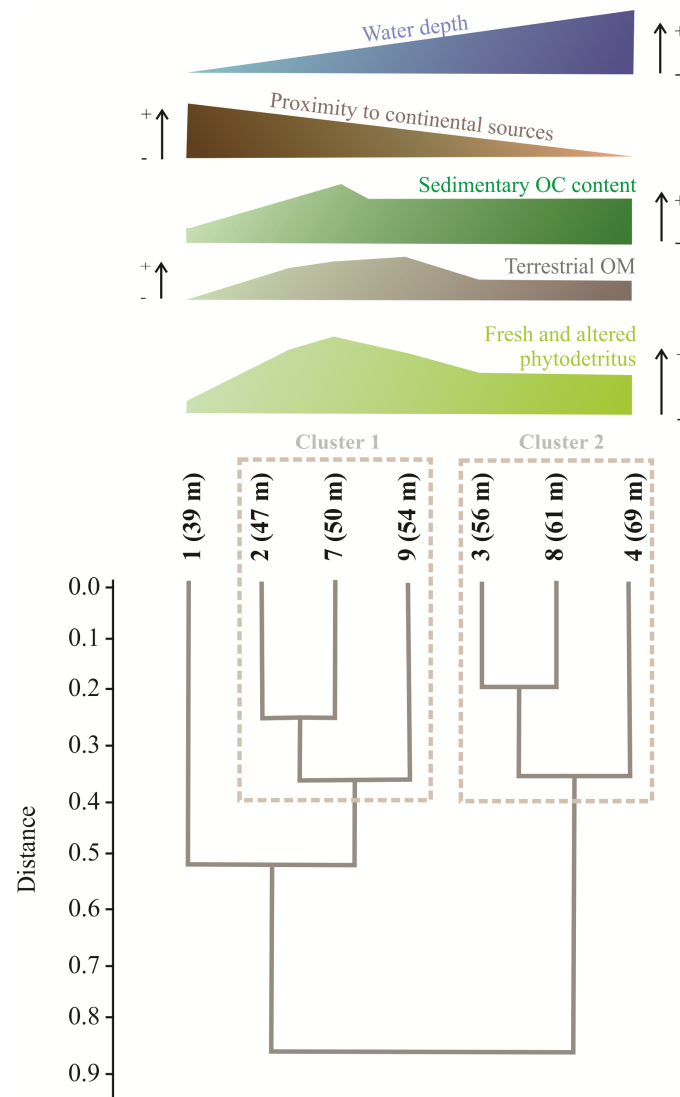 Water depth
+
-
Proximity to continental sources
+
-
Sedimentary OC content
+
-
Terrestrial OM
+
-
Fresh and altered
phytodetritus
-
-
Cluster 1
Cluster 2
1 (39 m)
2 (47 m)
7 (50 m)
9 (54 m)
3 (56 m)
8 (61 m)
4 (69 m)
0.0
0.1
0.2
0.3
0.4
0.5
0.6
0.7
0.8
0.9
Distance